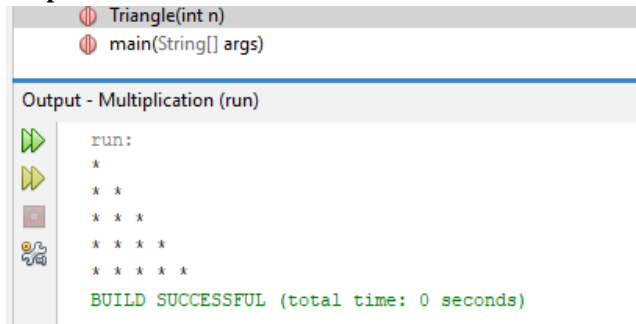 Triangle(int n)
main(String[] args)
Output - Multiplication (run)
run:
*
* *
* * *
* * * *
* * * * *
BUILD SUCCESSFUL (total time: 0 seconds)